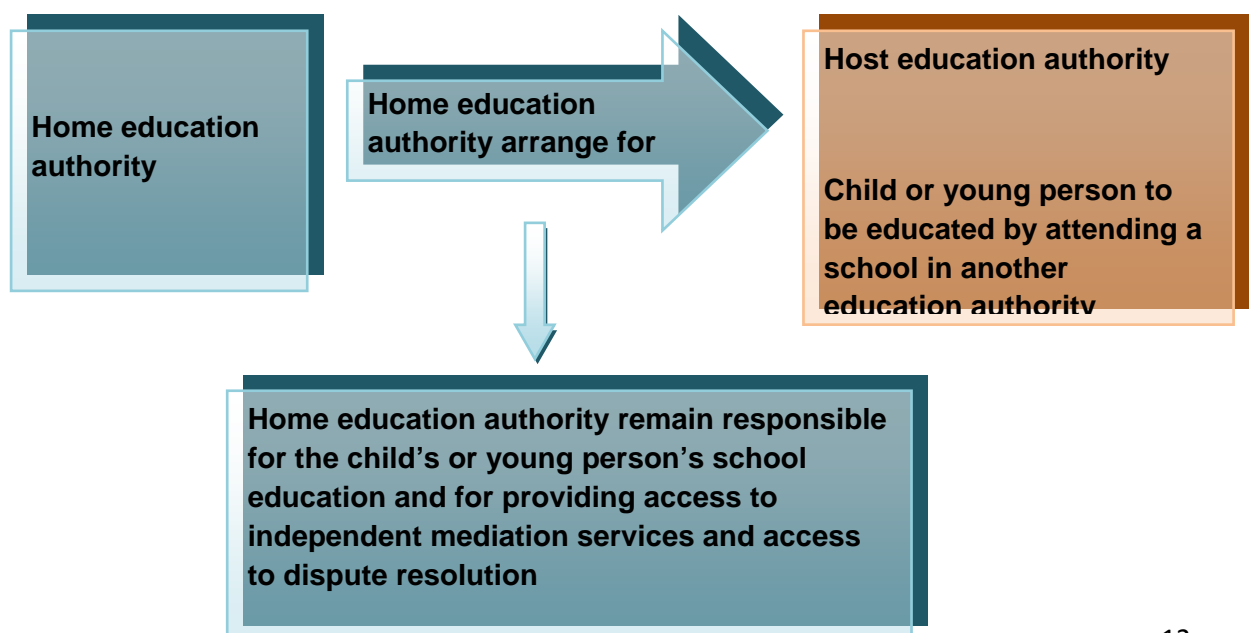 Home education
authority
Home education
authority arrange for
Host education authority
Child or young person to
be educated by attending a
school in another
education authority
Home education authority remain responsible
for the child’s or young person’s school
education and for providing access to
independent mediation services and access
to dispute resolution